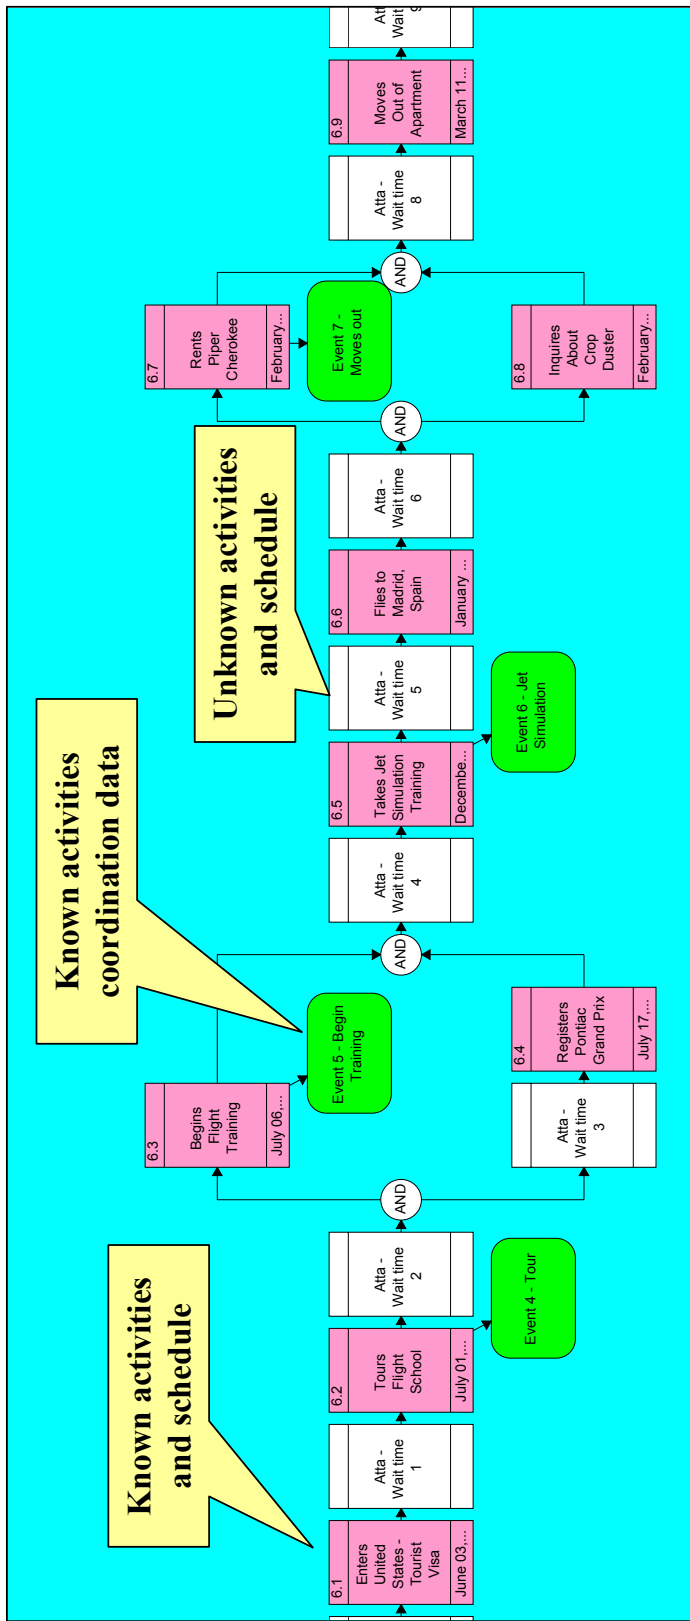 Known activities
and schedule
Known activities
coordination data
Unknown activities
and schedule
6.1
Enters
United
States -
Tourist
Visa
June 03,...
Atta -
Wait time
1
6.2
Tours
Flight
School
July 01,...
Event 4 - Tour
Atta -
Wait time
2
AND
6.3
Begins
Flight
Training
July 06,...
Event 5 - Begin
Training
Atta -
Wait time
3
6.4
Registers
Pontiac
Grand Prix
July 17,...
AND
Atta -
Wait time
4
6.5
Takes Jet
Simulation
Training
Decembe...
Event 6 - Jet
Simulation
Atta -
Wait time
5
6.6
Flies to
Madrid,
Spain
January ...
Atta -
Wait time
6
AND
6.7
Rents
Piper
Cherokee
February...
Event 7 -
Moves out
6.8
Inquires
About
Crop
Duster
February...
AND
Atta -
Wait time
8
6.9
Moves
Out of
Apartment
March 11...
Atta
Wait